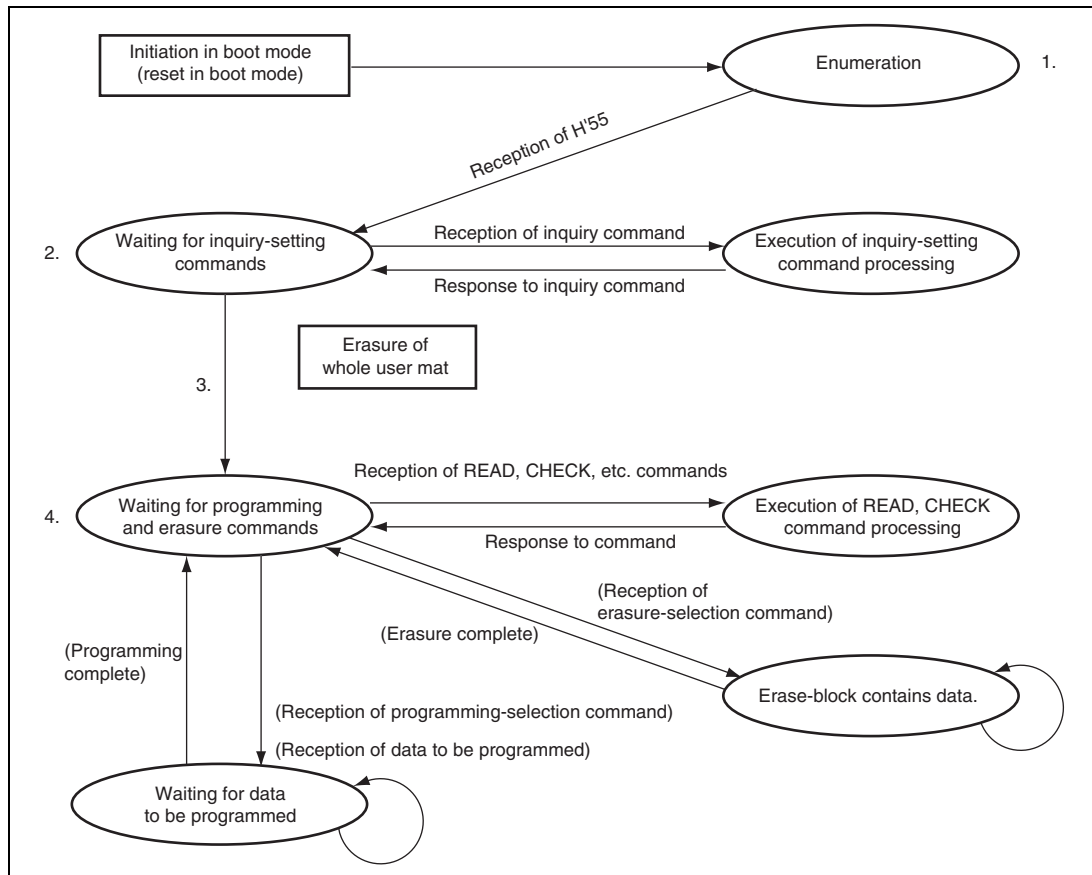 Initiation in boot mode
(reset in boot mode)
Enumeration
1.
Reception of H'55
2.
Waiting for inquiry-setting
commands
Reception of inquiry command
Response to inquiry command
Execution of inquiry-setting
command processing
Erasure of
whole user mat
3.
Reception of READ, CHECK, etc. commands
4.
Waiting for programming
and erasure commands
Response to command
Execution of READ, CHECK
command processing
(Reception of
erasure-selection command)
(Erasure complete)
(Programming
complete)
Erase-block contains data.
(Reception of programming-selection command)
(Reception of data to be programmed)
Waiting for data
to be programmed